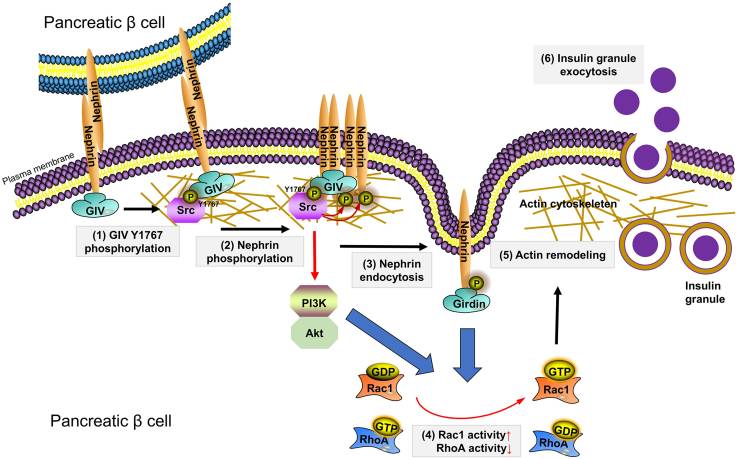 Pancreatic β cell
Nephrin
Nephrin
Nephrin
Nephrin
Nephrin
Nephrin
Nephrin
Nephrin
Plasma membrane
GIV
P
GIV
Src
Y1767
Y1767
P
GIV
Src
P
P
(1) GIV Y1767
phosphorylation
(2) Nephrin
phosphorylation
(3) Nephrin
endocytosis
Nephrin
P
Girdin
PI3K
Akt
(6) Insulin granule
exocytosis
Actin cytoskeleten
(5) Actin remodeling
Insulin
granule
GDP
Rac1
GTP
Rac1
GTP
RhoA
(4) Rac1 activity↑
RhoA activity↓
GDP
RhoA
Pancreatic β cell